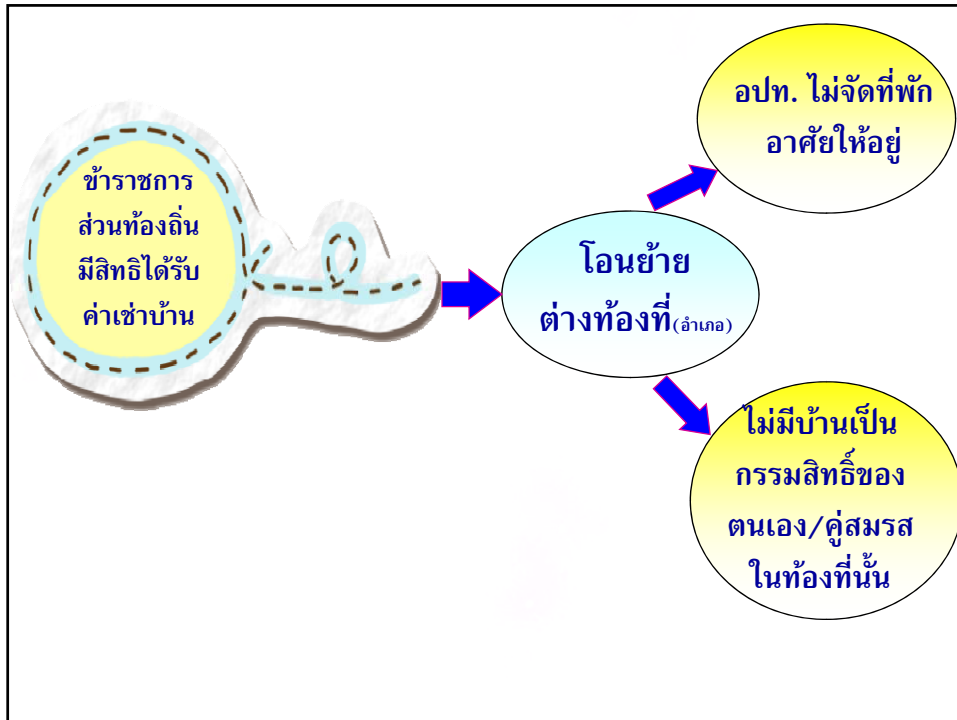 ข้าราชการ
ส่วนท้องถิ่น
มีสิทธิได้รับ
ค่าเช่าบ้าน
โอนย้าย
ต่างท้องที่(อำเภอ)
อปท. ไม่จัดที่พัก
อาศัยให้อยู่
ไม่มีบ้านเป็น
กรรมสิทธิ์ของ
ตนเอง/คู่สมรส
ในท้องที่นั้น